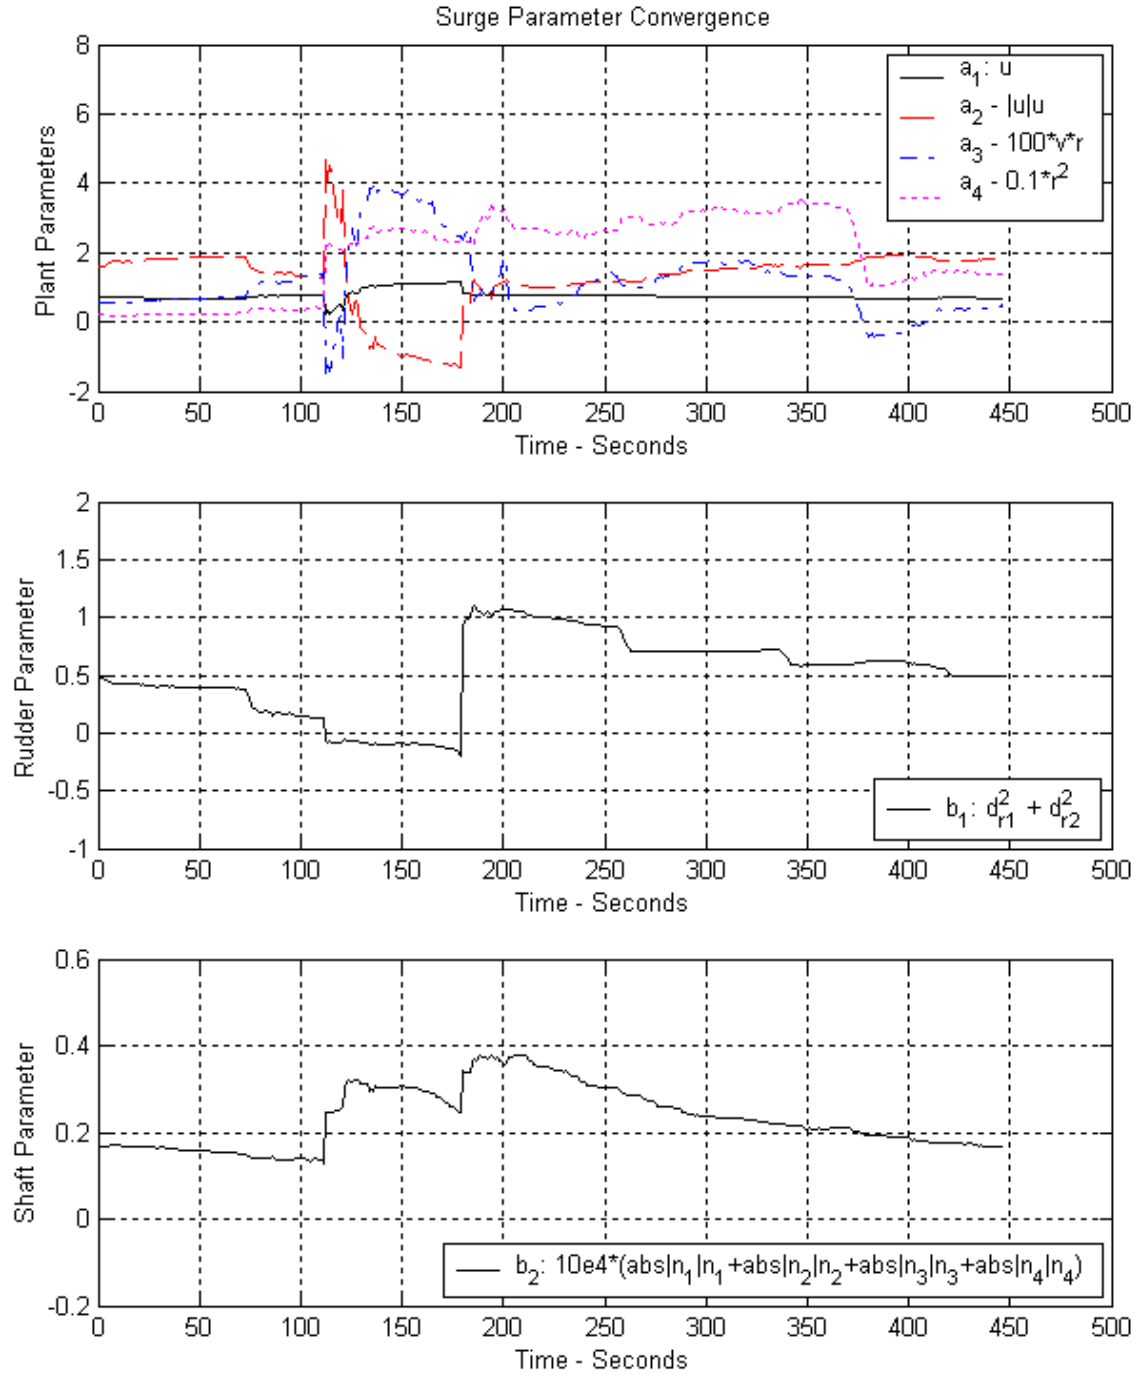 Surge Parameter Convergence
8
6
4
2
0
-2
Plant Parameters
a₁: u
a₂ - |u|u
a₃ - 100*v*r
a₄ - 0.1*r²
0 50 100 150 200 250 300 350 400 450 500
Time - Seconds
2
1.5
1
0.5
0
-0.5
-1
Rudder Parameter
b₁: d²r1 + d²r2
0 50 100 150 200 250 300 350 400 450 500
Time - Seconds
0.6
0.4
0.2
0
-0.2
Shaft Parameter
b₂: 10e4*(abs|n₁|n₁+abs|n₂|n₂+abs|n₃|n₃+abs|n₄|n₄)
0 50 100 150 200 250 300 350 400 450 500
Time - Seconds